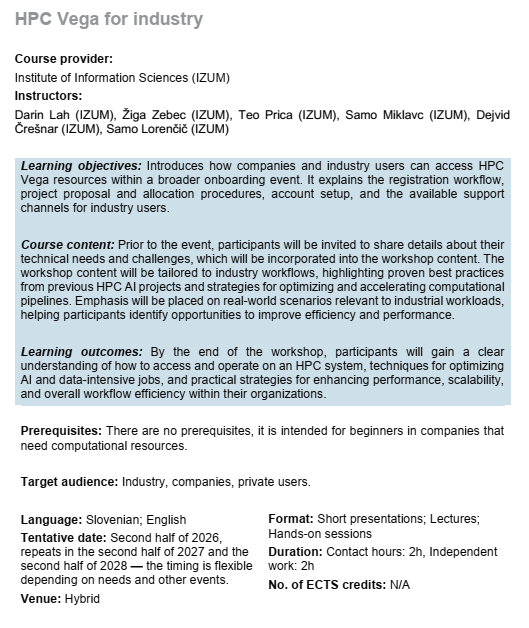 HPC Vega for industry
Course provider:
Institute of Information Sciences (IZUM)
Instructors:
Darin Lah (IZUM), Žiga Zebec (IZUM), Teo Prica (IZUM), Samo Miklavc (IZUM), Dejvid
Črešnar (IZUM), Samo Lorenčič (IZUM)
Learning objectives: Introduces how companies and industry users can access HPC
Vega resources within a broader onboarding event. It explains the registration workflow,
project proposal and allocation procedures, account setup, and the available support
channels for industry users.
Course content: Prior to the event, participants will be invited to share details about their
technical needs and challenges, which will be incorporated into the workshop content. The
workshop content will be tailored to industry workflows, highlighting proven best practices
from previous HPC AI projects and strategies for optimizing and accelerating computational
pipelines. Emphasis will be placed on real-world scenarios relevant to industrial workloads,
helping participants identify opportunities to improve efficiency and performance.
Learning outcomes: By the end of the workshop, participants will gain a clear
understanding of how to access and operate on an HPC system, techniques for optimizing
AI and data-intensive jobs, and practical strategies for enhancing performance, scalability,
and overall workflow efficiency within their organizations.
Prerequisites: There are no prerequisites, it is intended for beginners in companies that
need computational resources.
Target audience: Industry, companies, private users.
Language: Slovenian; English
Tentative date: Second half of 2026,
repeats in the second half of 2027 and the
second half of 2028 — the timing is flexible
depending on needs and other events.
Venue: Hybrid
Format: Short presentations; Lectures;
Hands-on sessions
Duration: Contact hours: 2h, Independent
work: 2h
No. of ECTS credits: N/A